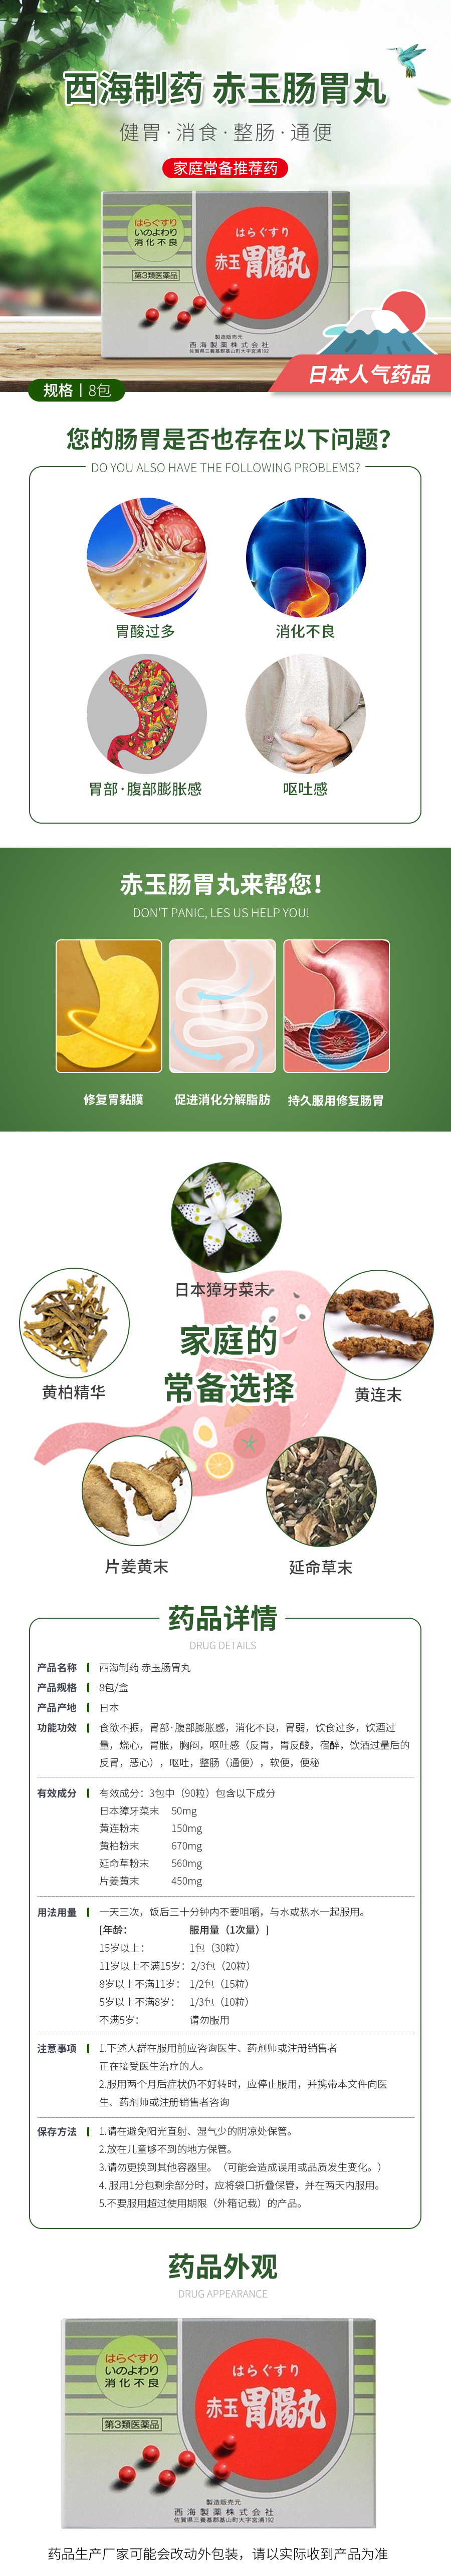 西海制药 赤玉肠胃丸
健胃·消食·整肠·通便
家庭常备推荐药
はらぐすり
いのよわり
消化不良
第3類医薬品
はらぐすり
赤玉 胃腸丸
製造販売元
西海製薬株式会社
佐賀県三養基郡基山町大字宮浦192
日本人气药品
规格丨8包
您的肠胃是否也存在以下问题？
DO YOU ALSO HAVE THE FOLLOWING PROBLEMS?
胃酸过多
消化不良
胃部·腹部膨胀感
呕吐感
赤玉肠胃丸来帮您！
DON'T PANIC, LES US HELP YOU!
修复胃黏膜
促进消化分解脂肪
持久服用修复肠胃
日本獐牙菜末
家庭的
常备选择
黄柏精华
黄连末
片姜黄末
延命草末
药品详情
DRUG DETAILS
产品名称 西海制药 赤玉肠胃丸
产品规格 8包/盒
产品产地 日本
功能功效 食欲不振，胃部·腹部膨胀感，消化不良，胃弱，饮食过多，饮酒过
量，烧心，胃胀，胸闷，呕吐感（反胃，胃反酸，宿醉，饮酒过量后的
反胃，恶心），呕吐，整肠（通便），软便，便秘
有效成分 有效成分：3包中（90粒）包含以下成分
日本獐牙菜末 50mg
黄连粉末 150mg
黄柏粉末 670mg
延命草粉末 560mg
片姜黄末 450mg
用法用量 一天三次，饭后三十分钟内不要咀嚼，与水或热水一起服用。
[年龄： 服用量（1次量）]
15岁以上： 1包（30粒）
11岁以上不满15岁：2/3包（20粒）
8岁以上不满11岁： 1/2包（15粒）
5岁以上不满8岁： 1/3包（10粒）
不满5岁： 请勿服用
注意事项 1.下述人群在服用前应咨询医生、药剂师或注册销售者
正在接受医生治疗的人。
2.服用两个月后症状仍不好转时，应停止服用，并携带本文件向医
生、药剂师或注册销售者咨询
保存方法 1.请在避免阳光直射、湿气少的阴凉处保管。
2.放在儿童够不到的地方保管。
3.请勿更换到其他容器里。（可能会造成误用或品质发生变化。）
4. 服用1分包剩余部分时，应将袋口折叠保管，并在两天内服用。
5.不要服用超过使用期限（外箱记载）的产品。
药品外观
DRUG APPEARANCE
はらぐすり
いのよわり
消化不良
第3類医薬品
はらぐすり
赤玉 胃腸丸
製造販売元
西海製薬株式会社
佐賀県三養基郡基山町大字宮浦192
药品生产厂家可能会改动外包装，请以实际收到产品为准